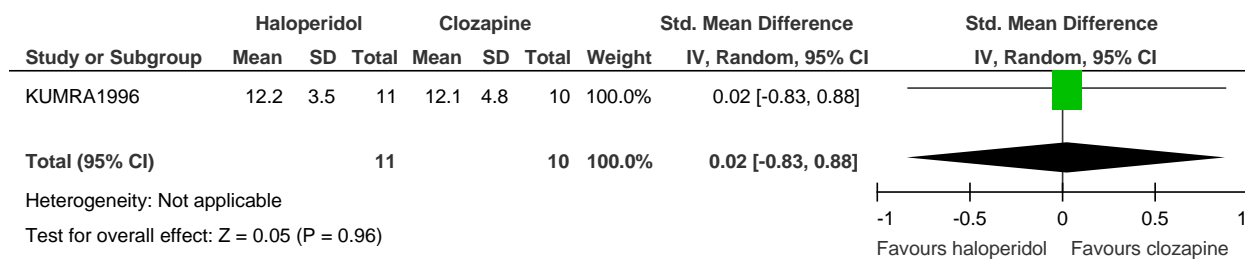 Haloperidol Clozapine Std. Mean Difference Std. Mean Difference
Study or Subgroup Mean SD Total Mean SD Total Weight IV, Random, 95% CI IV, Random, 95% CI
KUMRA1996 12.2 3.5 11 12.1 4.8 10 100.0% 0.02 [-0.83, 0.88]
Total (95% CI) 11 10 100.0% 0.02 [-0.83, 0.88]
Heterogeneity: Not applicable
Test for overall effect: Z = 0.05 (P = 0.96)
-1 -0.5 0 0.5 1
Favours haloperidol Favours clozapine